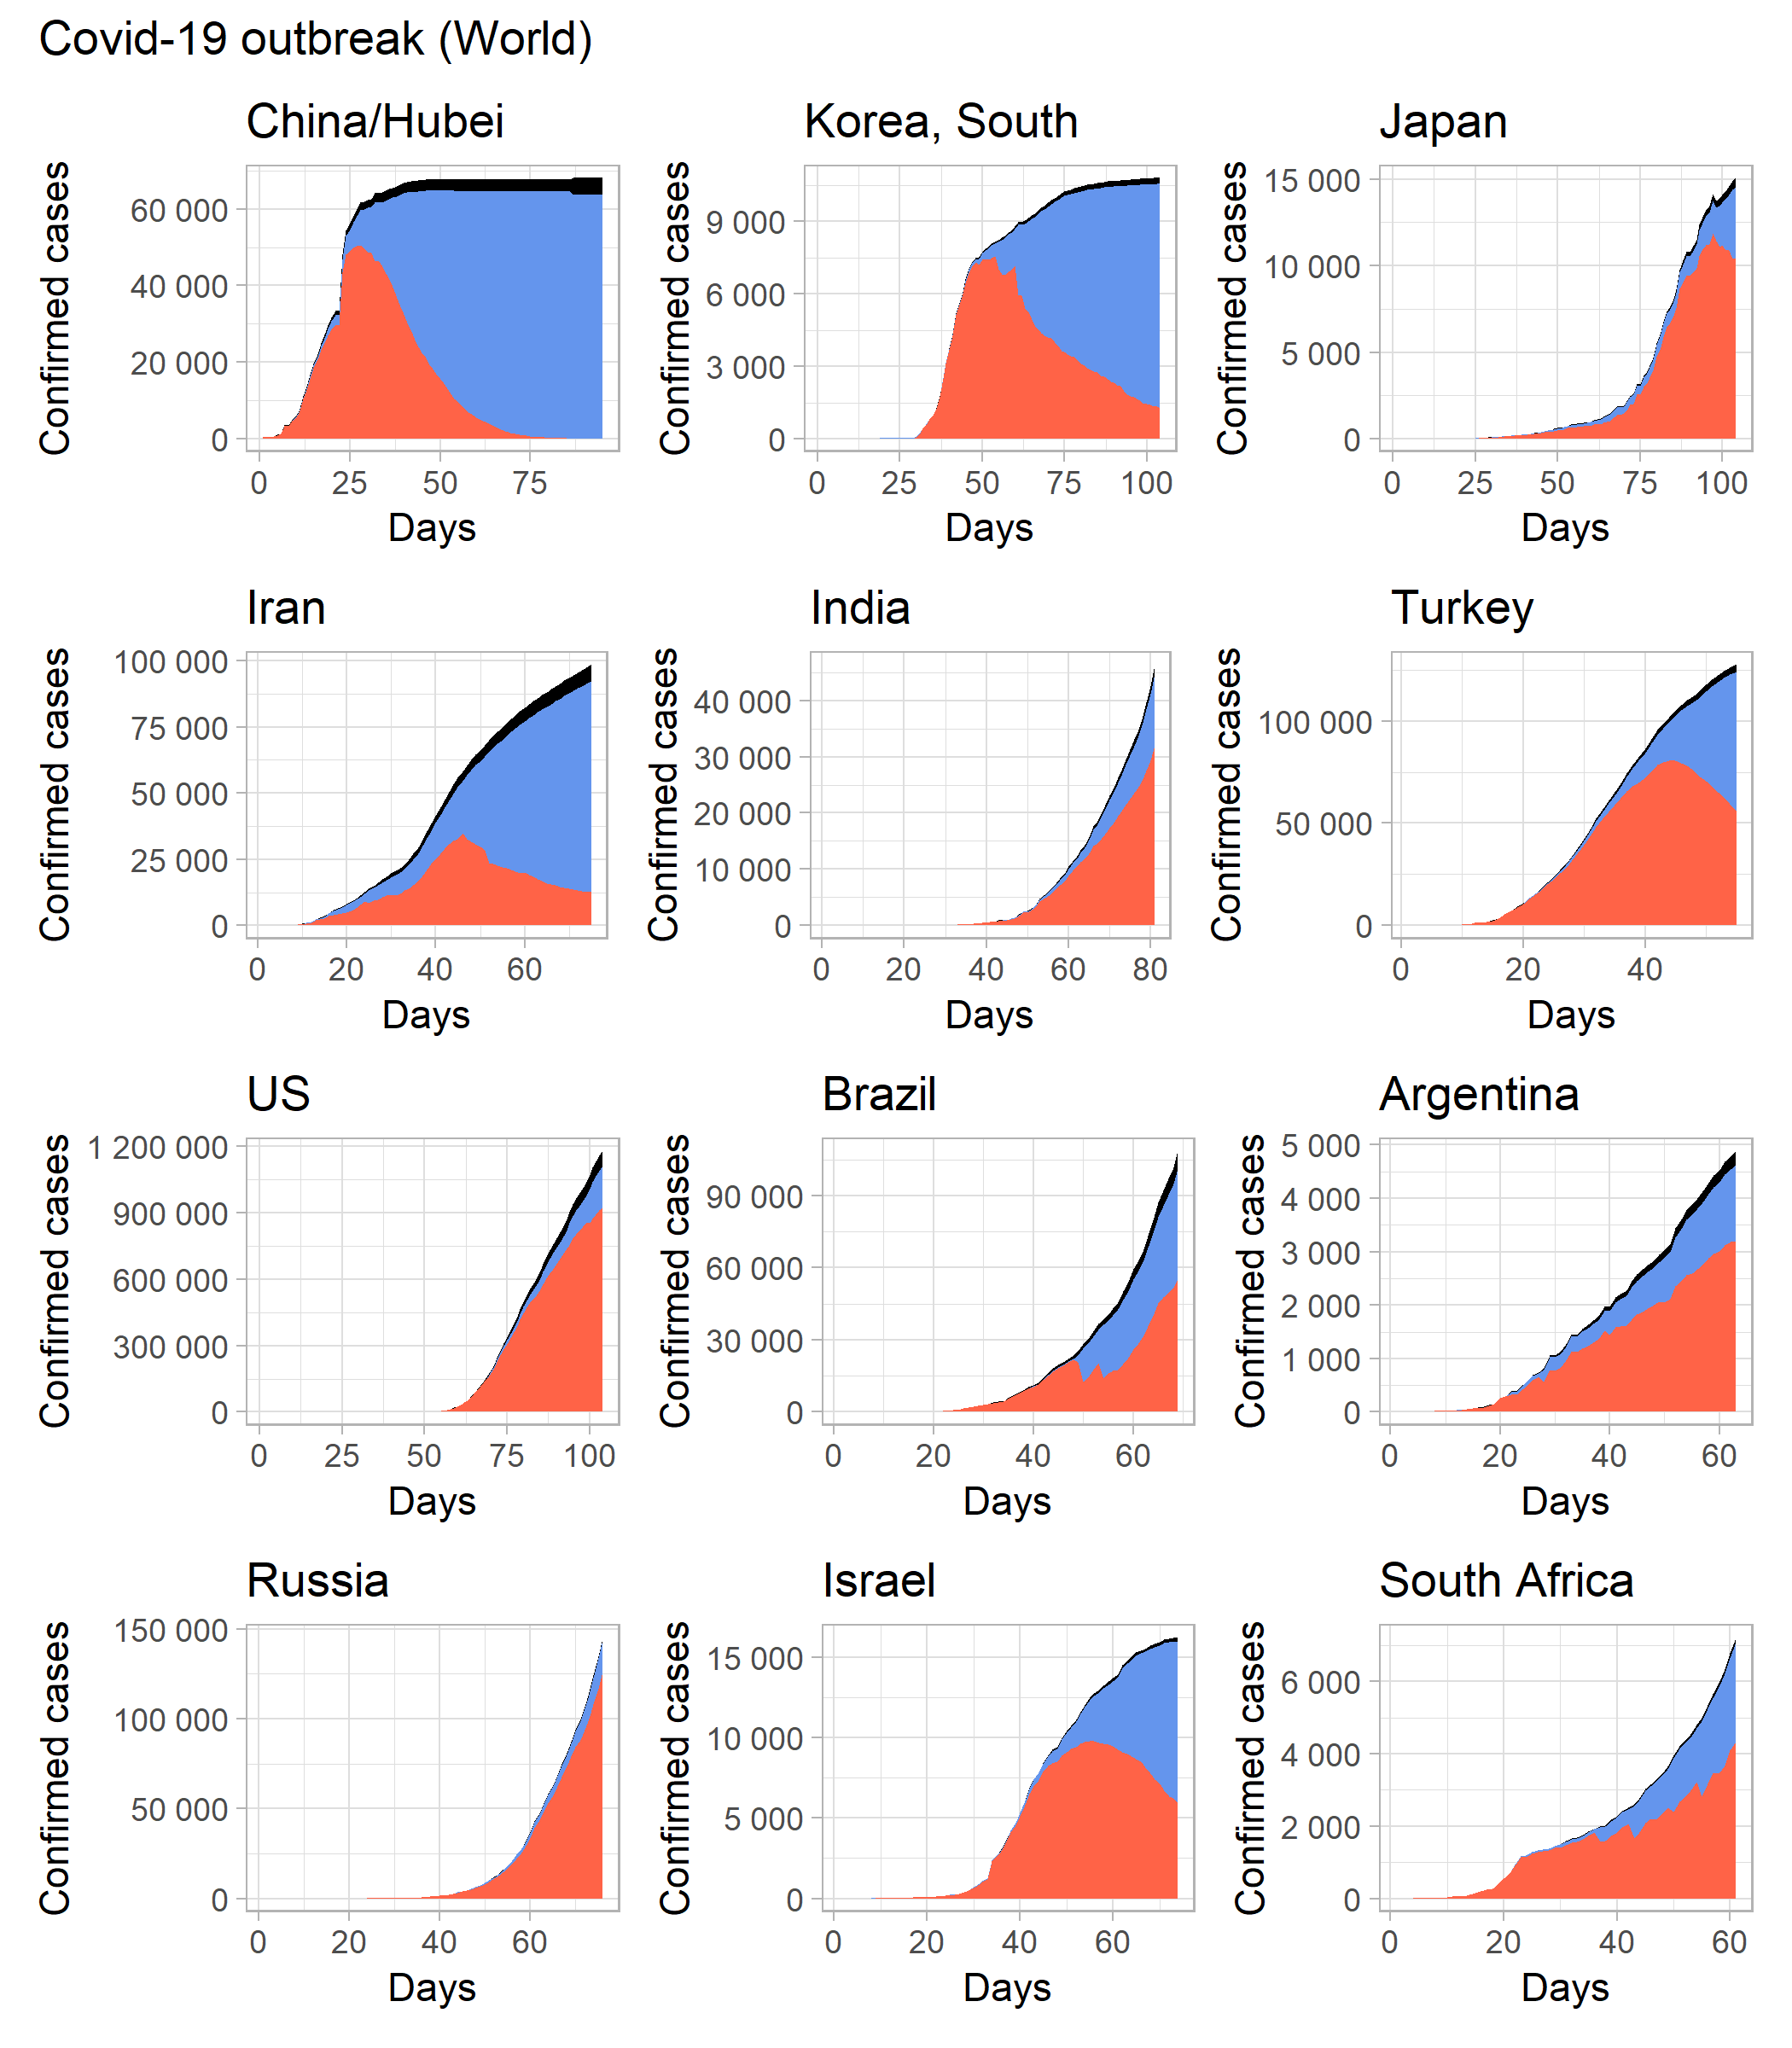 Covid-19 outbreak (World)
China/Hubei
Confirmed cases
60 000
40 000
20 000
0
0 25 50 75
Days
Korea, South
Confirmed cases
9 000
6 000
3 000
0
0 25 50 75 100
Days
Japan
Confirmed cases
15 000
10 000
5 000
0
0 25 50 75 100
Days
Iran
Confirmed cases
100 000
75 000
50 000
25 000
0
0 20 40 60
Days
India
Confirmed cases
40 000
30 000
20 000
10 000
0
0 20 40 60 80
Days
Turkey
Confirmed cases
100 000
50 000
0
0 20 40
Days
US
Confirmed cases
1 200 000
900 000
600 000
300 000
0
0 25 50 75 100
Days
Brazil
Confirmed cases
90 000
60 000
30 000
0
0 20 40 60
Days
Argentina
Confirmed cases
5 000
4 000
3 000
2 000
1 000
0
0 20 40 60
Days
Russia
Confirmed cases
150 000
100 000
50 000
0
0 20 40 60
Days
Israel
Confirmed cases
15 000
10 000
5 000
0
0 20 40 60
Days
South Africa
Confirmed cases
6 000
4 000
2 000
0
0 20 40 60
Days